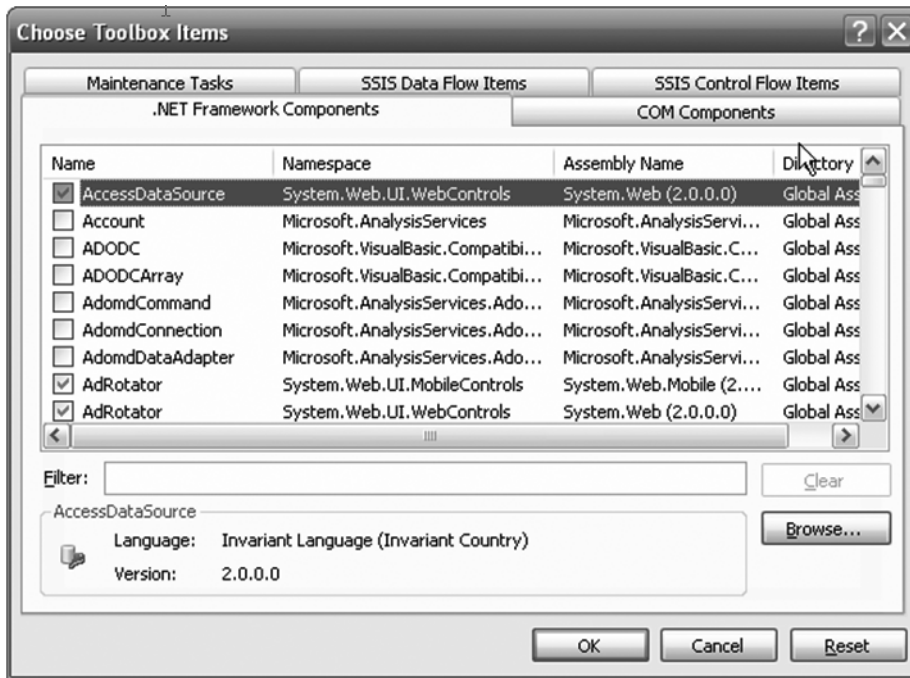 Choose Toolbox Items
Maintenance Tasks SSIS Data Flow Items SSIS Control Flow Items
.NET Framework Components COM Components
Name Namespace Assembly Name Directory
AccessDataSource System.Web.UI.WebControls System.Web (2.0.0.0) Global Ass
Account Microsoft.AnalysisServices Microsoft.AnalysisServi... Global Ass
ADODC Microsoft.VisualBasic.Compatibi... Microsoft.VisualBasic.C... Global Ass
ADODCArray Microsoft.VisualBasic.Compatibi... Microsoft.VisualBasic.C... Global Ass
AdomdCommand Microsoft.AnalysisServices.Ado... Microsoft.AnalysisServi... Global Ass
AdomdConnection Microsoft.AnalysisServices.Ado... Microsoft.AnalysisServi... Global Ass
AdomdDataAdapter Microsoft.AnalysisServices.Ado... Microsoft.AnalysisServi... Global Ass
AdRotator System.Web.UI.MobileControls System.Web.Mobile (2.... Global Ass
AdRotator System.Web.UI.WebControls System.Web (2.0.0.0) Global Ass
Filter: Clear
AccessDataSource
Language: Invariant Language (Invariant Country) Browse...
Version: 2.0.0.0
OK Cancel Reset